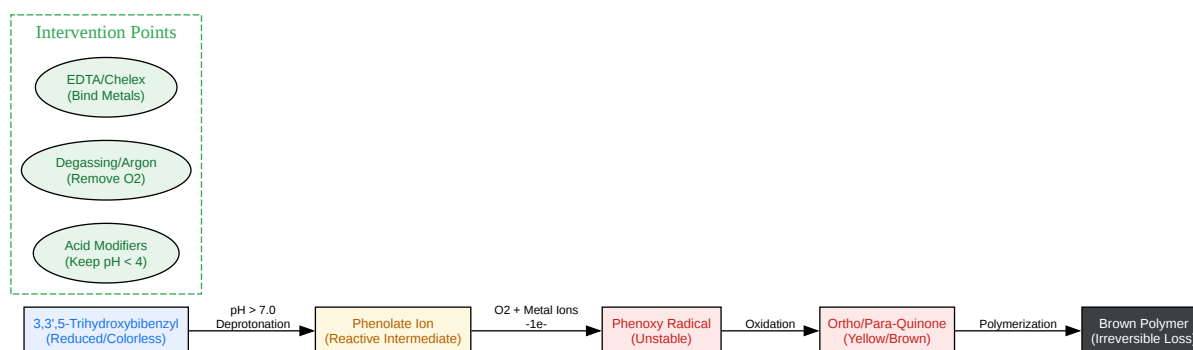 Intervention Points
EDTA/Chelex
(Bind Metals)
Degassing/Argon
(Remove O2)
Acid Modifiers
(Keep pH < 4)
3,3',5-Trihydroxybibenzyl
(Reduced/Colorless)
pH > 7.0
Deprotonation
Phenolate Ion
(Reactive Intermediate)
O2 + Metal Ions
-1e-
Phenoxy Radical
(Unstable)
Oxidation
Ortho/Para-Quinone
(Yellow/Brown)
Polymerization
Brown Polymer
(Irreversible Loss)